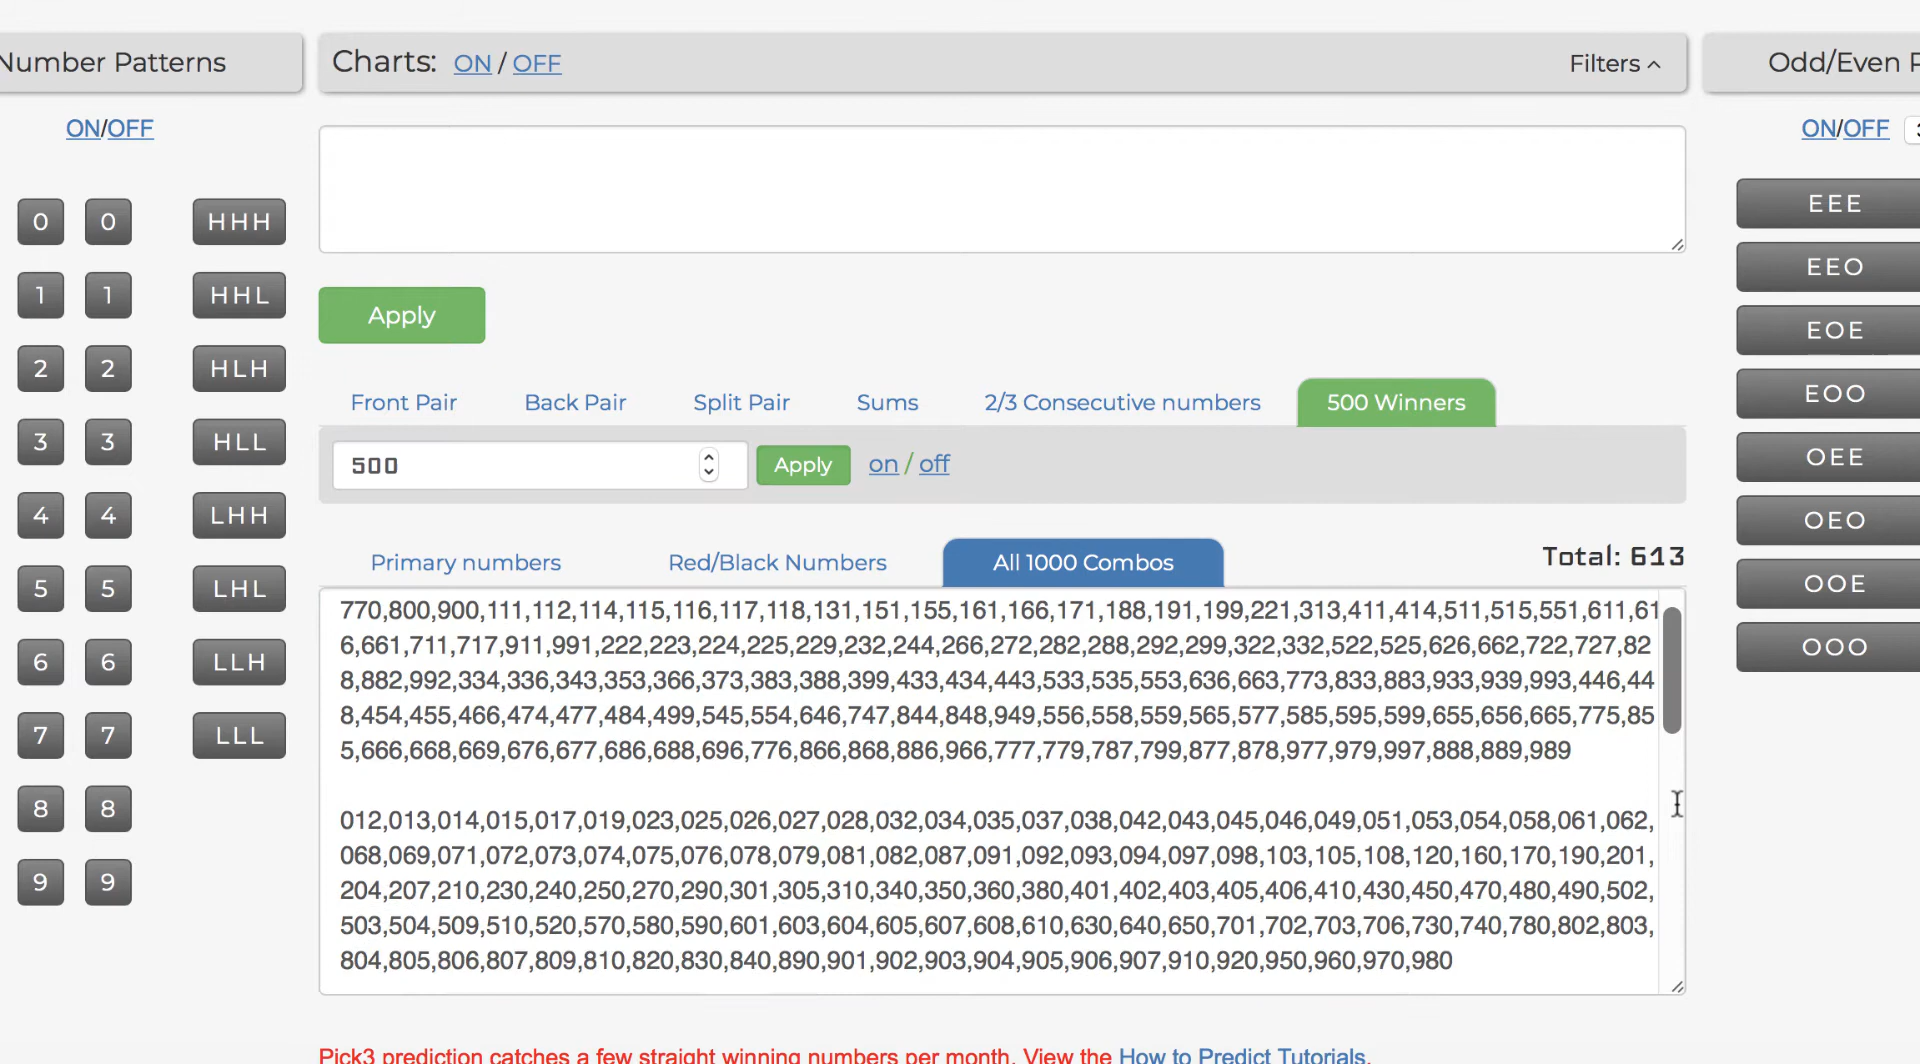 Number Patterns
Charts: ON / OFF
Filters
Odd/Even
ON/OFF
ON/OFF
0 0 HHH
1 1 HHL
2 2 HLH
3 3 HLL
4 4 LHH
5 5 LHL
6 6 LLH
7 7 LLL
8 8
9 9
Apply
Front Pair Back Pair Split Pair Sums 2/3 Consecutive numbers 500 Winners
500 Apply on / off
Primary numbers Red/Black Numbers All 1000 Combos Total: 613
770,800,900,111,112,114,115,116,117,118,131,151,155,161,166,171,188,191,199,221,313,411,414,511,515,551,611,61
6,661,711,717,911,991,222,223,224,225,229,232,244,266,272,282,288,292,299,322,332,522,525,626,662,722,727,82
8,882,992,334,336,343,353,366,373,383,388,399,433,434,443,533,535,553,636,663,773,833,883,933,939,993,446,44
8,454,455,466,474,477,484,499,545,554,646,747,844,848,949,556,558,559,565,577,585,595,599,655,656,665,775,85
5,666,668,669,676,677,686,688,696,776,866,868,886,966,777,779,787,799,877,878,977,979,997,888,889,989
012,013,014,015,017,019,023,025,026,027,028,032,034,035,037,038,042,043,045,046,049,051,053,054,058,061,062,
068,069,071,072,073,074,075,076,078,079,081,082,087,091,092,093,094,097,098,103,105,108,120,160,170,190,201,
204,207,210,230,240,250,270,290,301,305,310,340,350,360,380,401,402,403,405,406,410,430,450,470,480,490,502,
503,504,509,510,520,570,580,590,601,603,604,605,607,608,610,630,640,650,701,702,703,706,730,740,780,802,803,
804,805,806,807,809,810,820,830,840,890,901,902,903,904,905,906,907,910,920,950,960,970,980
EEE
EEO
EOE
EOO
OEE
OEO
OOE
OOO
Pick3 prediction catches a few straight winning numbers per month. View the How to Predict Tutorials.